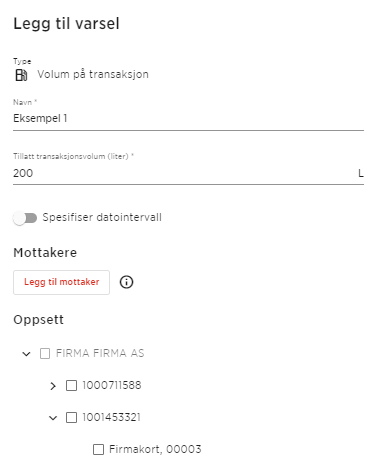 Legg til varsel
Type
Volum på transaksjon
Navn *
Eksempel 1
Tillatt transaksjonsvolum (liter) *
200 L
Spesifiser datointervall
Mottakere
Legg til mottaker
Oppsett
FIRMA FIRMA AS
1000711588
1001453321
Firmakort, 00003